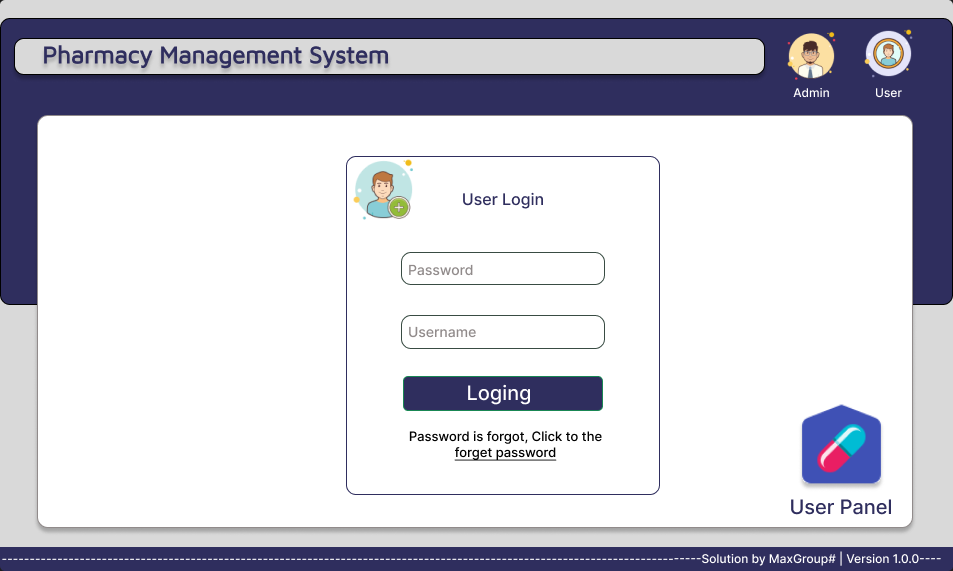 Pharmacy Management System
Admin
User
User Login
Password
Username
Loging
Password is forgot, Click to the
forget password
User Panel
-----------------------------------------------------------------------------------------------------------------------------Solution by MaxGroup# | Version 1.0.0----